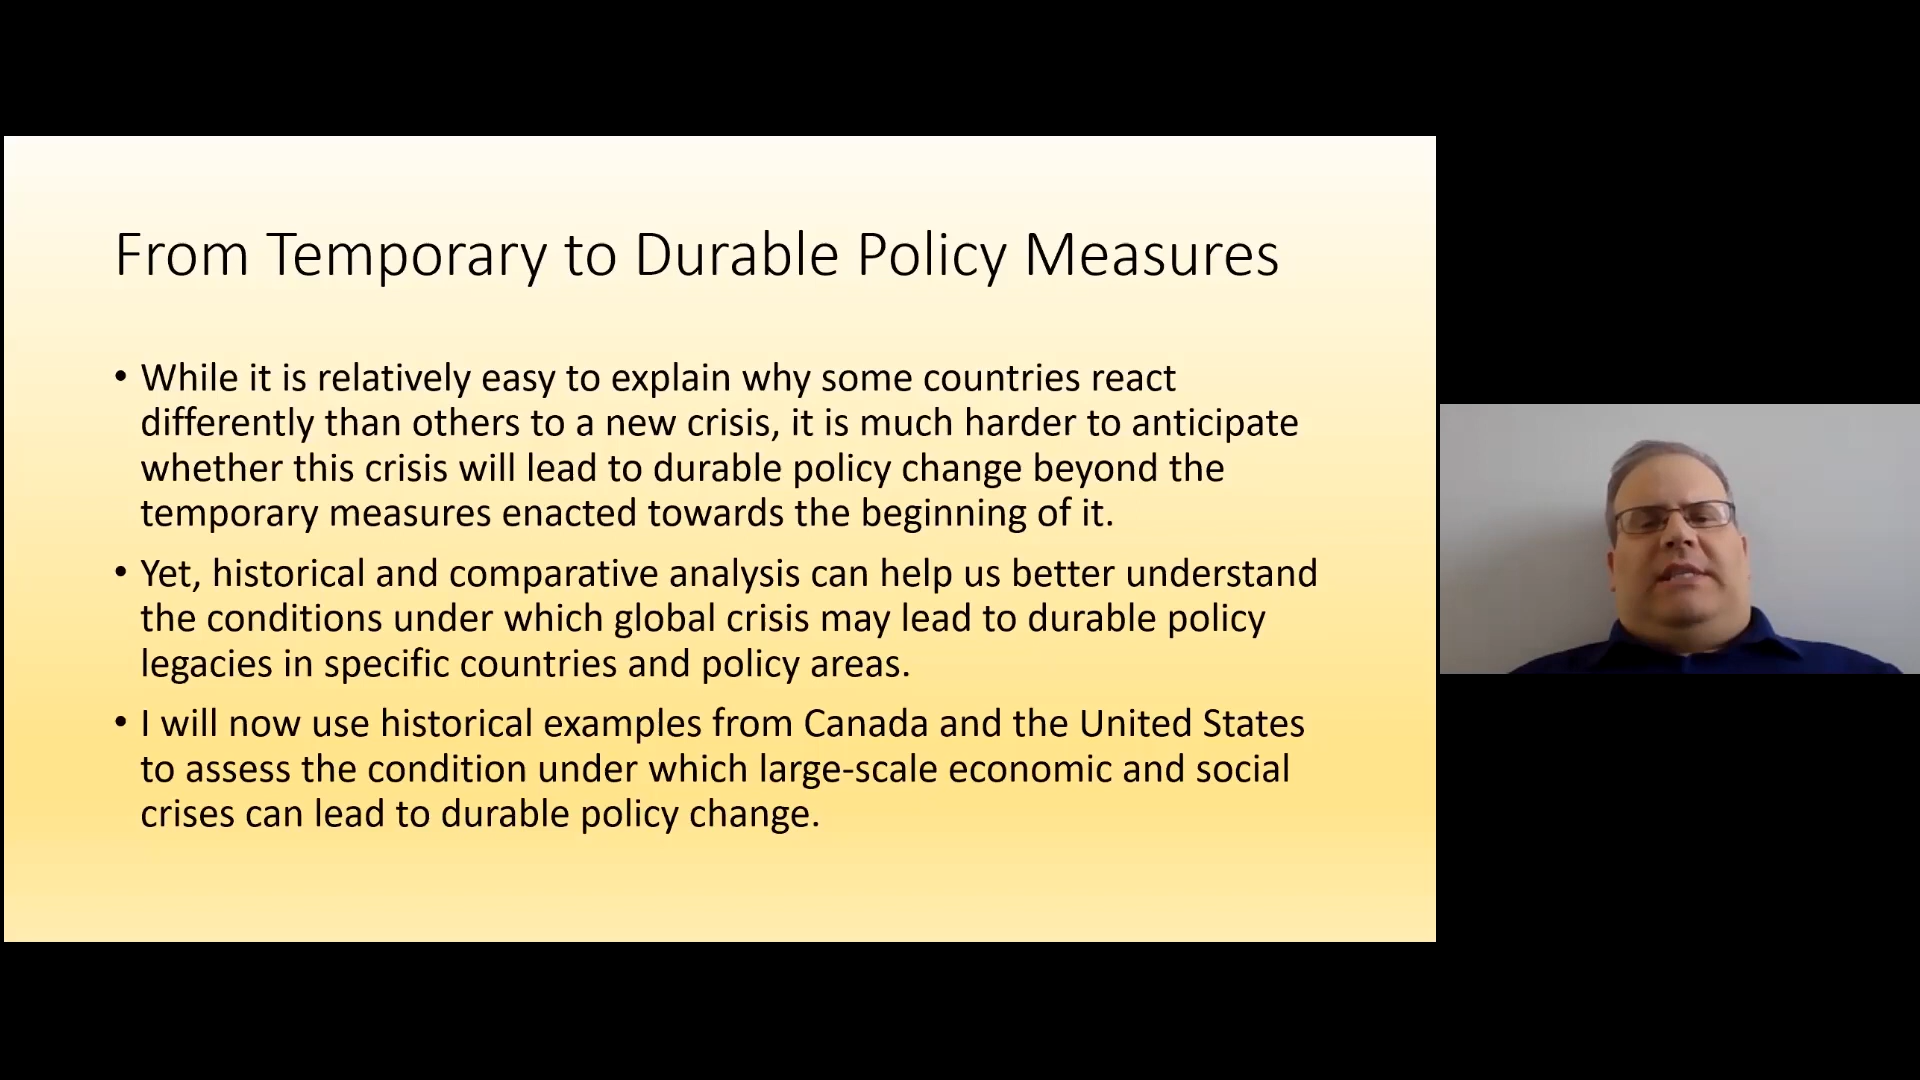 From Temporary to Durable Policy Measures
• While it is relatively easy to explain why some countries react
differently than others to a new crisis, it is much harder to anticipate
whether this crisis will lead to durable policy change beyond the
temporary measures enacted towards the beginning of it.
• Yet, historical and comparative analysis can help us better understand
the conditions under which global crisis may lead to durable policy
legacies in specific countries and policy areas.
• I will now use historical examples from Canada and the United States
to assess the condition under which large-scale economic and social
crises can lead to durable policy change.